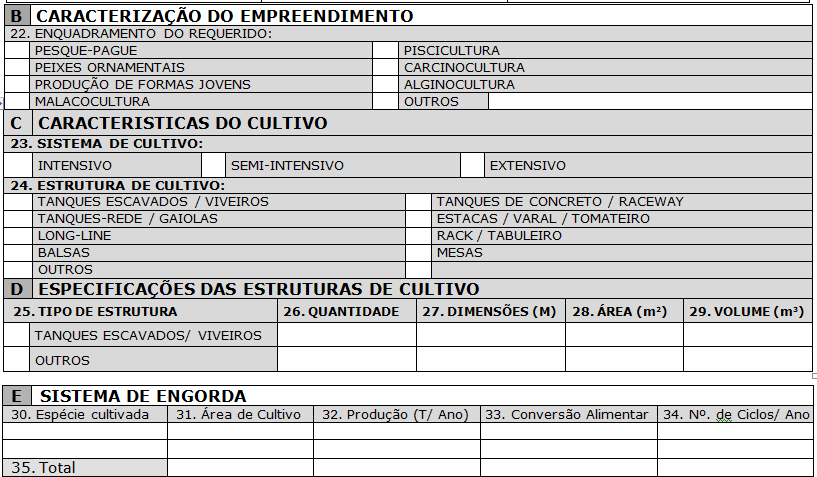 B CARACTERIZAÇÃO DO EMPREENDIMENTO
22. ENQUADRAMENTO DO REQUERIDO:
PESQUE-PAGUE PISCICULTURA
PEIXES ORNAMENTAIS CARCINOCULTURA
PRODUÇÃO DE FORMAS JOVENS ALGINOCULTURA
MALACOCULTURA OUTROS
C CARACTERISTICAS DO CULTIVO
23. SISTEMA DE CULTIVO:
INTENSIVO SEMI-INTENSIVO EXTENSIVO
24. ESTRUTURA DE CULTIVO:
TANQUES ESCAVADOS / VIVEIROS TANQUES DE CONCRETO / RACEWAY
TANQUES-REDE / GAIOLAS ESTACAS / VARAL / TOMATEIRO
LONG-LINE RACK / TABULEIRO
BALSAS MESAS
OUTROS
D ESPECIFICAÇÕES DAS ESTRUTURAS DE CULTIVO
25. TIPO DE ESTRUTURA 26. QUANTIDADE 27. DIMENSÕES (M) 28. ÁREA (m²) 29. VOLUME (m³)
TANQUES ESCAVADOS/ VIVEIROS
OUTROS
E SISTEMA DE ENGORDA
30. Espécie cultivada 31. Área de Cultivo 32. Produção (T/ Ano) 33. Conversão Alimentar 34. Nº. de Ciclos/ Ano
35. Total